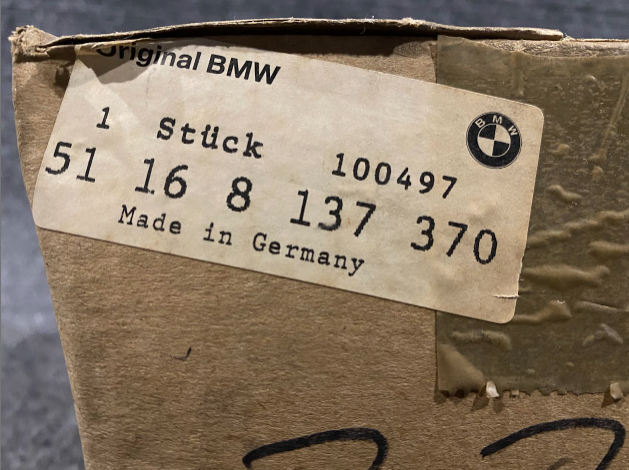 Original BMW
BMW
1 Stück 100497
51 16 8 137 370
Made in Germany